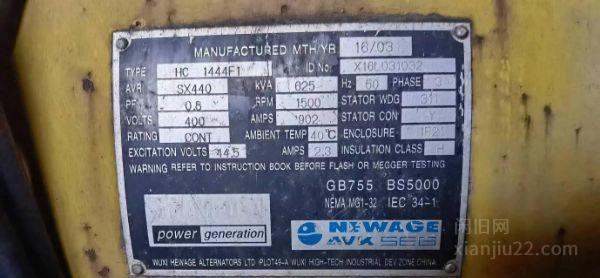 MANUFACTURED MTH/YR 16/03
TYPE HC 1444F1 ID No: X16L031032
AVR SX440 kVA 625 Hz 50 PHASE 3
PF 0.8 RPM 1500 STATOR WDG 311
VOLTS 400 AMPS 902 STATOR CON Y
RATING CONT AMBIENT TEMP 40°C ENCLOSURE IP21
EXCITATION VOLTS 44.5 AMPS 2.3 INSULATION CLASS H
WARNING REFER TO INSTRUCTION BOOK BEFORE FLASH OR MEGGER TESTING
GB755 BS5000
NEMA MG1-32 IEC 34-1
power generation
NEWAGE
AVK SEG
WUXI NEWAGE ALTERNATORS LTD PLOT49-A WUXI HIGH-TECH INDUSTRIAL DEV ZONE CHINA
闲旧网
xianjiu22.com